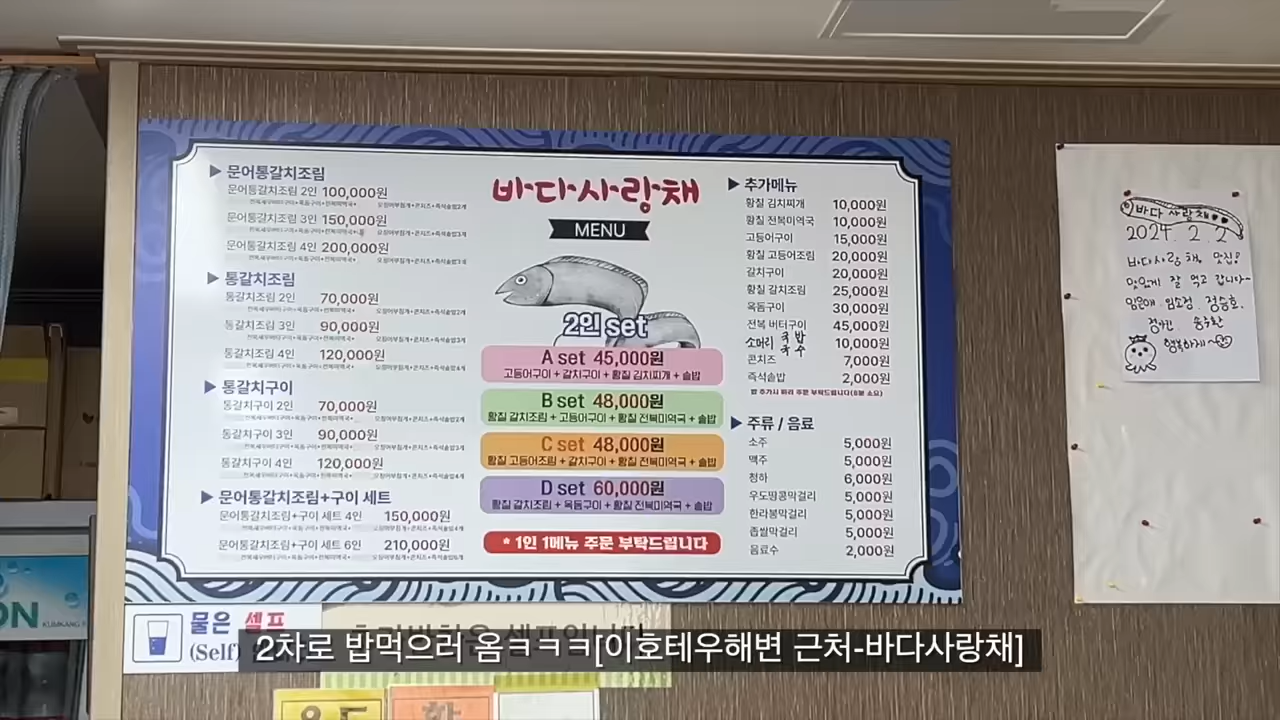 ▶ 문어통갈치조림
문어통갈치조림 2인 100,000원
문어통갈치조림 3인 150,000원
문어통갈치조림 4인 200,000원
▶ 통갈치조림
통갈치조림 2인 70,000원
통갈치조림 3인 90,000원
통갈치조림 4인 120,000원
▶ 통갈치구이
통갈치구이 2인 70,000원
통갈치구이 3인 90,000원
통갈치구이 4인 120,000원
▶ 문어통갈치조림+구이 세트
문어통갈치조림+구이 세트 4인 150,000원
문어통갈치조림+구이 세트 6인 210,000원
바다사랑채
MENU
2인 set
A set 45,000원
고등어구이 + 갈치구이 + 황칠 김치찌개 + 솥밥
B set 48,000원
황칠 갈치조림 + 고등어구이 + 황칠 전복미역국 + 솥밥
C set 48,000원
황칠 고등어조림 + 갈치구이 + 황칠 전복미역국 + 솥밥
D set 60,000원
황칠 갈치조림 + 옥돔구이 + 황칠 전복미역국 + 솥밥
* 1인 1메뉴 주문 부탁드립니다
▶ 추가메뉴
황칠 김치찌개 10,000원
황칠 전복미역국 10,000원
고등어구이 15,000원
황칠 고등어조림 20,000원
갈치구이 20,000원
황칠 갈치조림 25,000원
옥돔구이 30,000원
전복 버터구이 45,000원
소머리 국밥 국수 10,000원
콘치즈 7,000원
즉석솥밥 2,000원
밥 추가시 미리 주문 부탁드립니다(8분 소요)
▶ 주류 / 음료
소주 5,000원
맥주 5,000원
청하 6,000원
우도땅콩막걸리 5,000원
한라봉막걸리 5,000원
좁쌀막걸리 5,000원
음료수 2,000원
바다사랑채
2024. 2. 2
바다사랑채 맛집!
맛있게 잘 먹고 갑니다~
행복하세~
물은 셀프
(Self)
ON
KUMKANG
2차로 밥먹으러 옴ㅋㅋㅋ[이호테우해변 근처-바다사랑채]